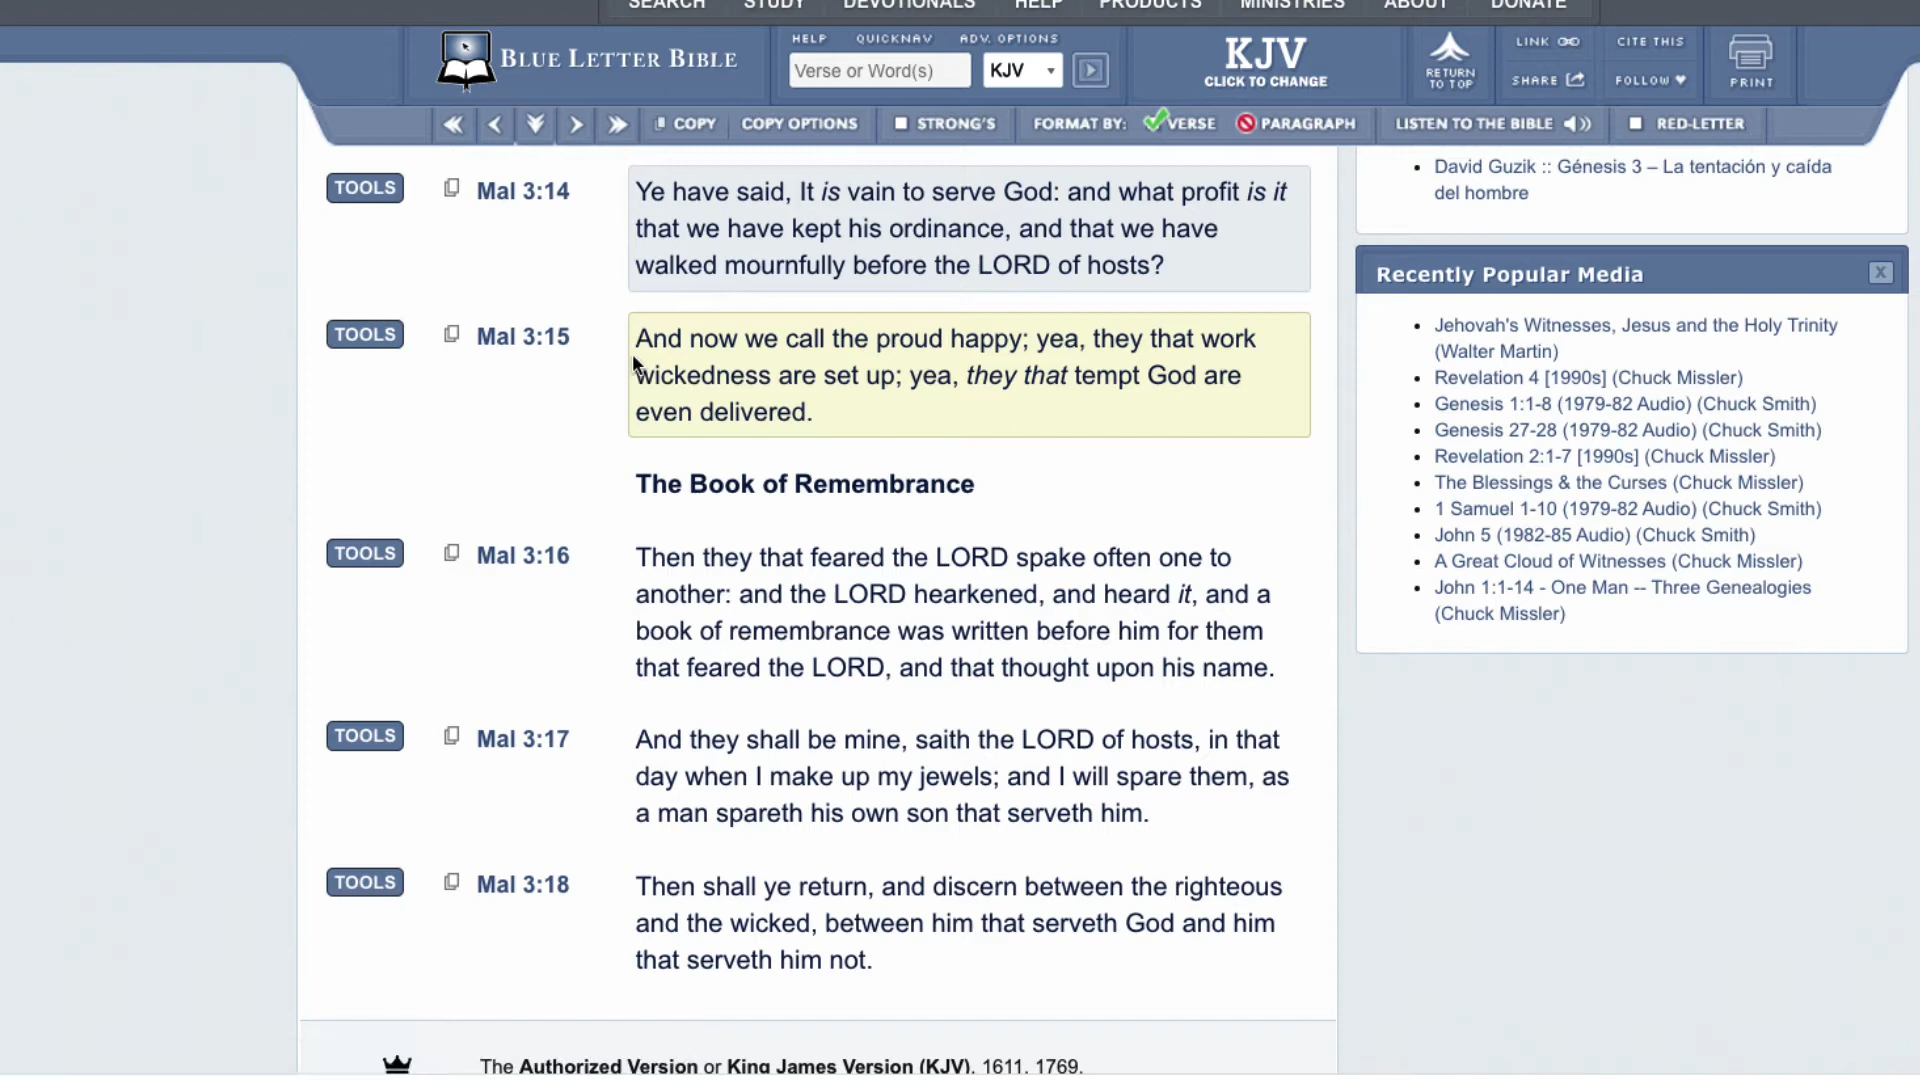 SEARCH STUDY DEVOTIONALS HELP PRODUCTS MINISTRIES ABOUT DONATE
BLUE LETTER BIBLE
HELP QUICKNAV ADV. OPTIONS
Verse or Word(s) KJV
KJV
CLICK TO CHANGE
RETURN
TO TOP
LINK
SHARE
CITE THIS
FOLLOW
PRINT
COPY COPY OPTIONS STRONG'S FORMAT BY: VERSE PARAGRAPH LISTEN TO THE BIBLE RED-LETTER
TOOLS Mal 3:14
Ye have said, It is vain to serve God: and what profit is it
that we have kept his ordinance, and that we have
walked mournfully before the LORD of hosts?
TOOLS Mal 3:15
And now we call the proud happy; yea, they that work
wickedness are set up; yea, they that tempt God are
even delivered.
The Book of Remembrance
TOOLS Mal 3:16
Then they that feared the LORD spake often one to
another: and the LORD hearkened, and heard it, and a
book of remembrance was written before him for them
that feared the LORD, and that thought upon his name.
TOOLS Mal 3:17
And they shall be mine, saith the LORD of hosts, in that
day when I make up my jewels; and I will spare them, as
a man spareth his own son that serveth him.
TOOLS Mal 3:18
Then shall ye return, and discern between the righteous
and the wicked, between him that serveth God and him
that serveth him not.
The Authorized Version or King James Version (KJV), 1611, 1769.
David Guzik :: Génesis 3 – La tentación y caída
del hombre
Recently Popular Media
X
Jehovah's Witnesses, Jesus and the Holy Trinity
(Walter Martin)
Revelation 4 [1990s] (Chuck Missler)
Genesis 1:1-8 (1979-82 Audio) (Chuck Smith)
Genesis 27-28 (1979-82 Audio) (Chuck Smith)
Revelation 2:1-7 [1990s] (Chuck Missler)
The Blessings & the Curses (Chuck Missler)
1 Samuel 1-10 (1979-82 Audio) (Chuck Smith)
John 5 (1982-85 Audio) (Chuck Smith)
A Great Cloud of Witnesses (Chuck Missler)
John 1:1-14 - One Man -- Three Genealogies
(Chuck Missler)